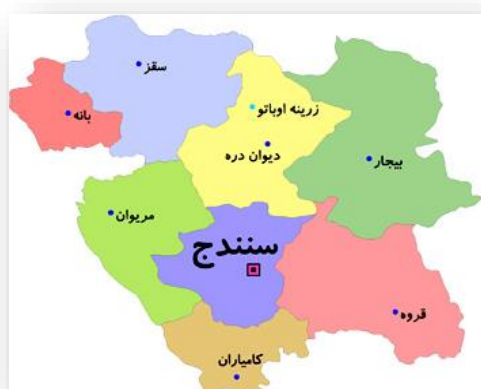 سقز
بانه
زرینه اوباتو
دیوان دره
بیجار
مریوان
سنندج
قروه
کامیاران